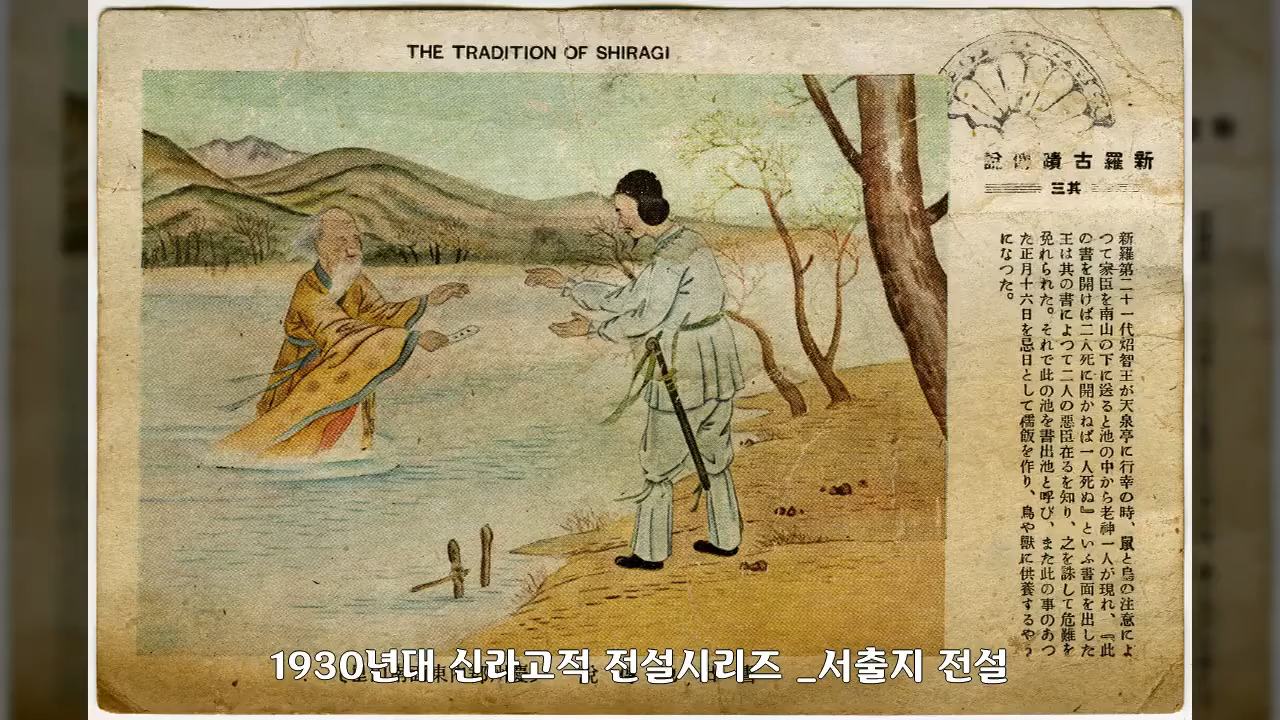 THE TRADITION OF SHIRAGI
新羅古蹟傳說
其三
新羅第二十一代炤智王が天泉亭に行幸の時、鼠と烏の注意によ
つて家臣を南山の下に送ると池の中から老神一人が現れ、『此
の書を開けば二人死に開かねば一人死ぬ』といふ書面を出した
王は其の書によつて二人の惡臣在るを知り、之を誅して危難を
免れられた。それで此の池を書出池と呼び、また此の事のあつ
た正月十六日を忌日として糯飯を作り、烏や獸に供養するやう
になつた。
1930년대 신라고적 전설시리즈 _서출지 전설